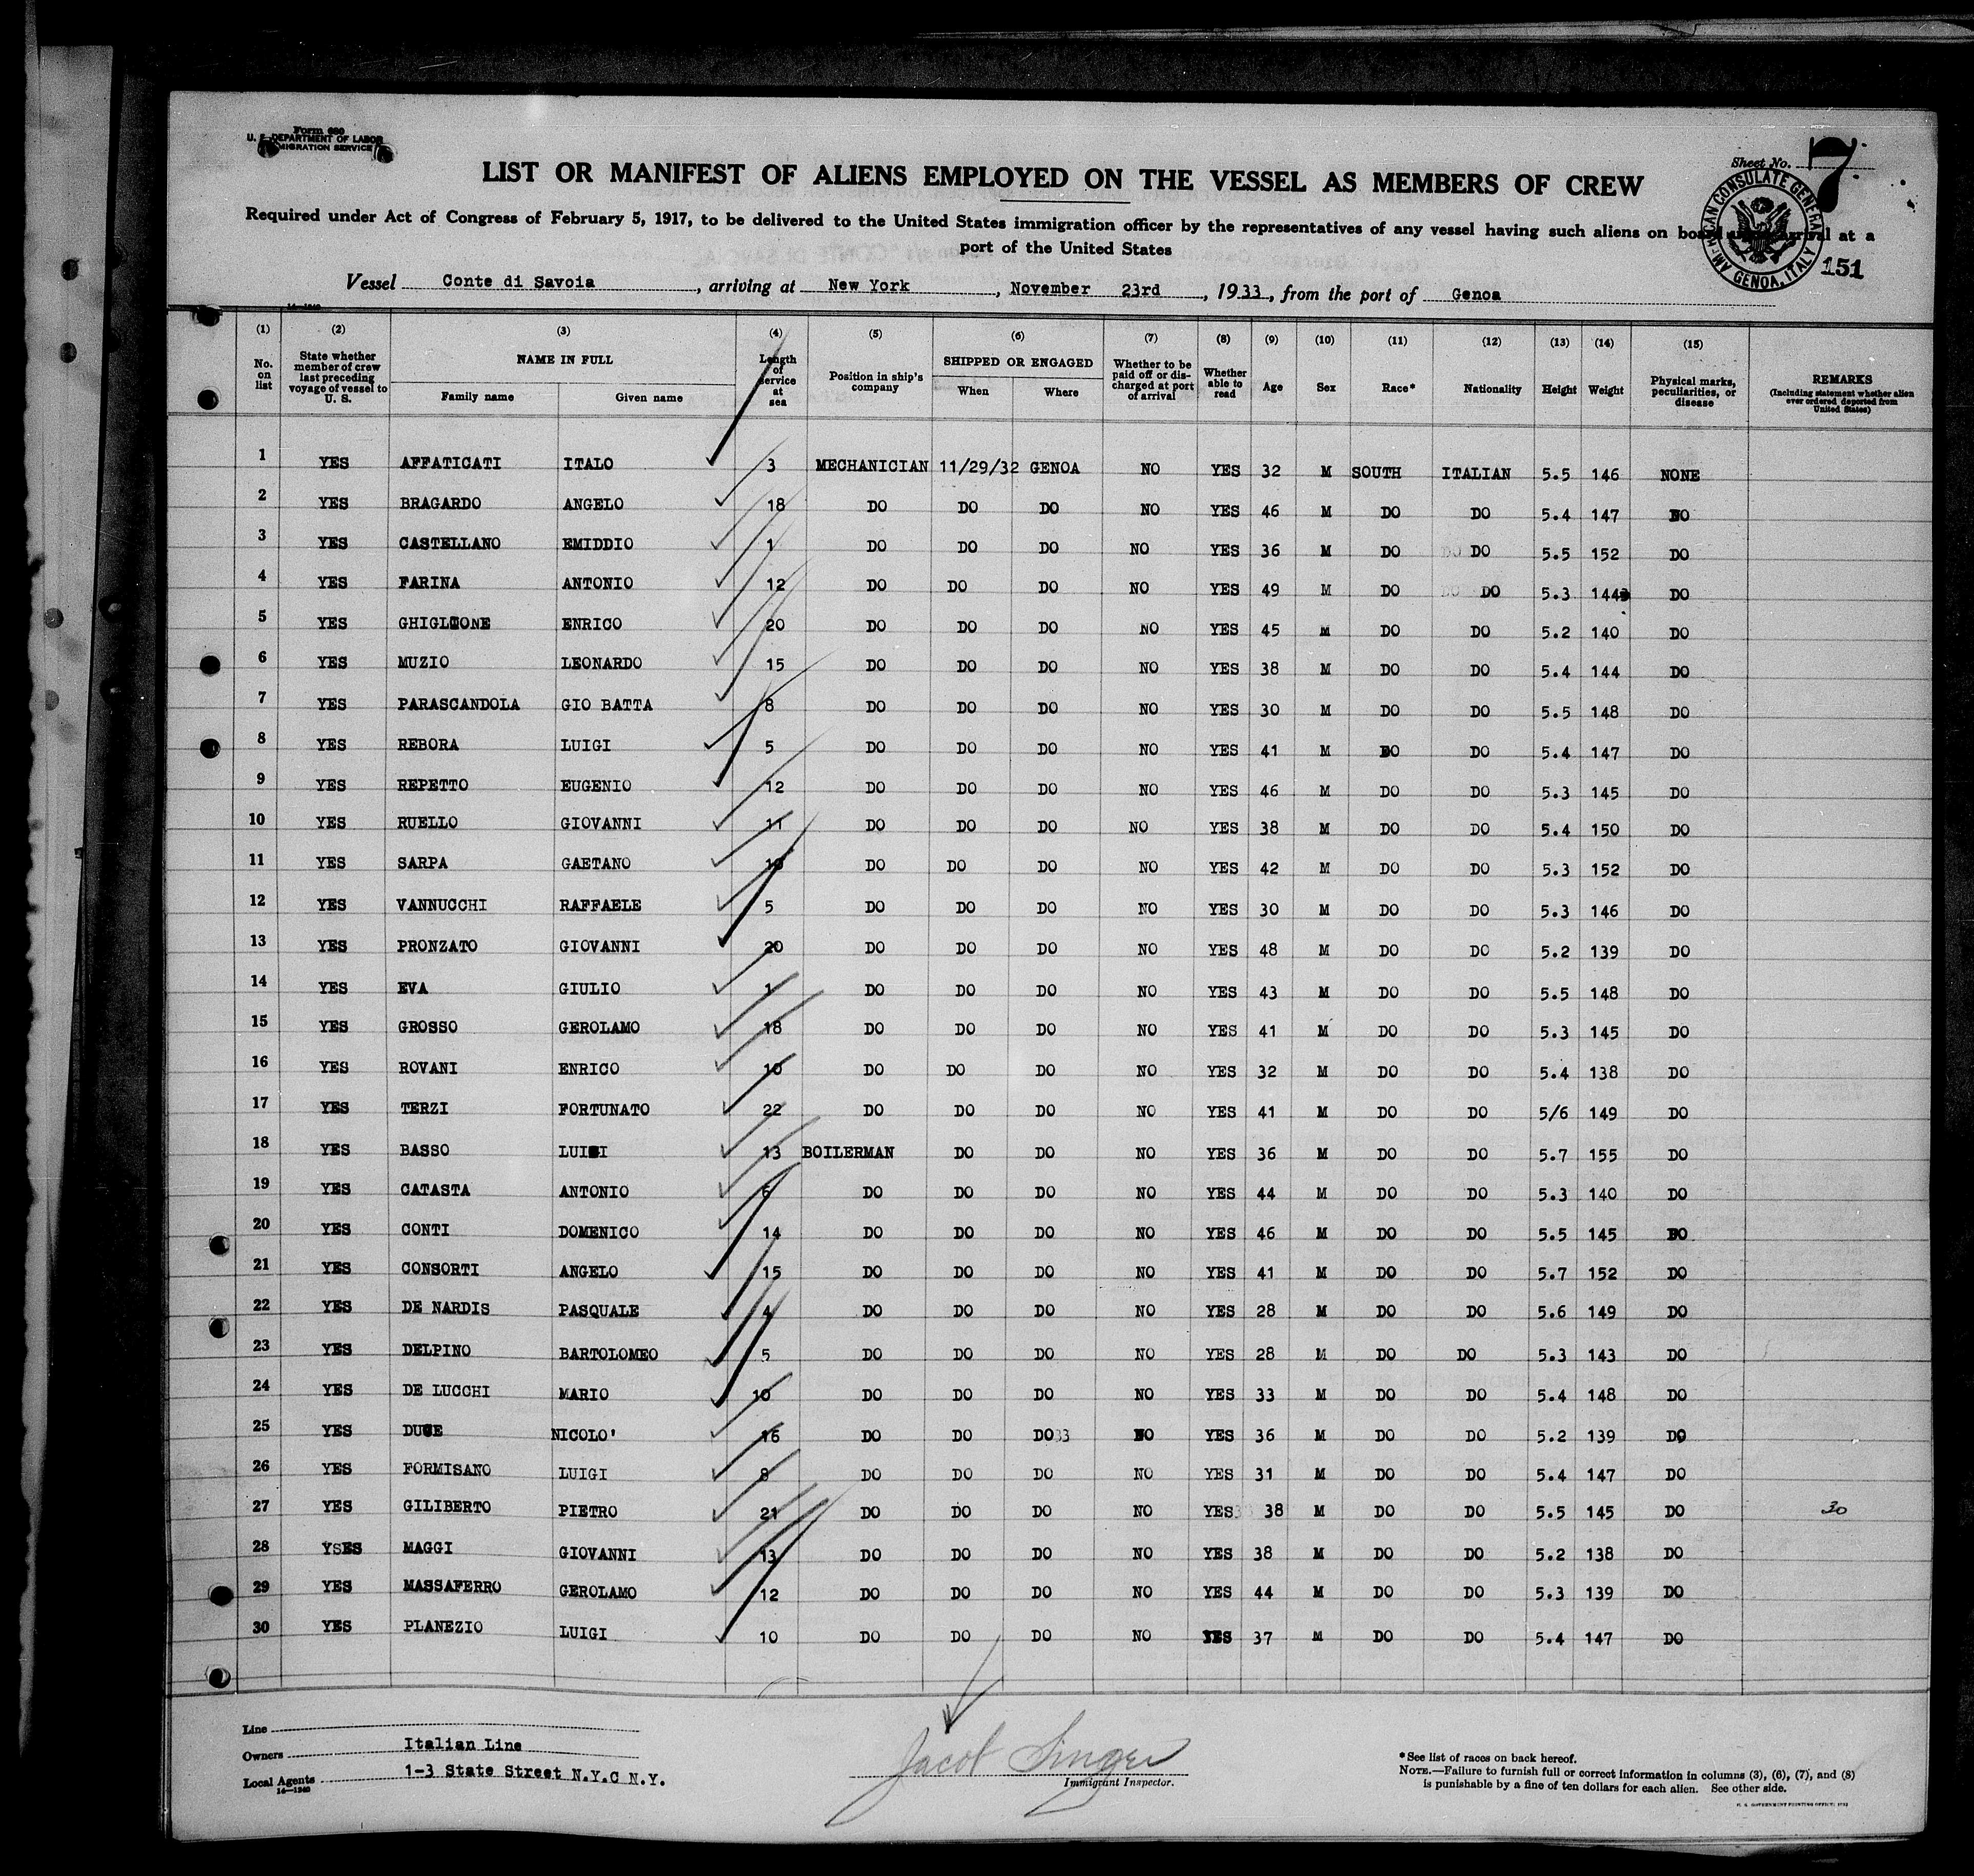 Form 680
U. S. DEPARTMENT OF LABOR
IMMIGRATION SERVICE
Sheet No. 7
LIST OR MANIFEST OF ALIENS EMPLOYED ON THE VESSEL AS MEMBERS OF CREW
Required under Act of Congress of February 5, 1917, to be delivered to the United States immigration officer by the representatives of any vessel having such aliens on board upon arrival at a
port of the United States
AMERICAN CONSULATE GENERAL GENOA, ITALY
151
Vessel Conte di Savoia, arriving at New York, November 23rd, 1933, from the port of Genoa
(1) (2) (3) (4) (5) (6) (7) (8) (9) (10) (11) (12) (13) (14) (15)
No. on list | State whether member of crew last preceding voyage of vessel to U. S. | NAME IN FULL Family name Given name | Length of service at sea | Position in ship's company | SHIPPED OR ENGAGED When Where | Whether to be paid off or discharged at port of arrival | Whether able to read | Age | Sex | Race* | Nationality | Height | Weight | Physical marks, peculiarities, or disease | REMARKS (Including statement whether alien ever ordered deported from United States)
1 YES AFFATICATI ITALO 3 MECHANICIAN 11/29/32 GENOA NO YES 32 M SOUTH ITALIAN 5.5 146 NONE
2 YES BRAGARDO ANGELO 18 DO DO DO NO YES 46 M DO DO 5.4 147 DO
3 YES CASTELLANO EMIDDIO 1 DO DO DO NO YES 36 M DO DO 5.5 152 DO
4 YES FARINA ANTONIO 12 DO DO DO NO YES 49 M DO DO 5.3 144 DO
5 YES GHIGLIONE ENRICO 20 DO DO DO NO YES 45 M DO DO 5.2 140 DO
6 YES MUZIO LEONARDO 15 DO DO DO NO YES 38 M DO DO 5.4 144 DO
7 YES PARASCANDOLA GIO BATTA 8 DO DO DO NO YES 30 M DO DO 5.5 148 DO
8 YES REBORA LUIGI 5 DO DO DO NO YES 41 M DO DO 5.4 147 DO
9 YES REPETTO EUGENIO 12 DO DO DO NO YES 46 M DO DO 5.3 145 DO
10 YES RUELLO GIOVANNI 11 DO DO DO NO YES 38 M DO DO 5.4 150 DO
11 YES SARPA GAETANO 10 DO DO DO NO YES 42 M DO DO 5.3 152 DO
12 YES VANNUCCHI RAFFAELE 5 DO DO DO NO YES 30 M DO DO 5.3 146 DO
13 YES PRONZATO GIOVANNI 20 DO DO DO NO YES 48 M DO DO 5.2 139 DO
14 YES EVA GIULIO 1 DO DO DO NO YES 43 M DO DO 5.5 148 DO
15 YES GROSSO GEROLAMO 18 DO DO DO NO YES 41 M DO DO 5.3 145 DO
16 YES ROVANI ENRICO 10 DO DO DO NO YES 32 M DO DO 5.4 138 DO
17 YES TERZI FORTUNATO 22 DO DO DO NO YES 41 M DO DO 5/6 149 DO
18 YES BASSO LUIGI 13 BOILERMAN DO DO NO YES 36 M DO DO 5.7 155 DO
19 YES CATASTA ANTONIO 6 DO DO DO NO YES 44 M DO DO 5.3 140 DO
20 YES CONTI DOMENICO 14 DO DO DO NO YES 46 M DO DO 5.5 145 DO
21 YES CONSORTI ANGELO 15 DO DO DO NO YES 41 M DO DO 5.7 152 DO
22 YES DE NARDIS PASQUALE 4 DO DO DO NO YES 28 M DO DO 5.6 149 DO
23 YES DELPINO BARTOLOMEO 5 DO DO DO NO YES 28 M DO DO 5.3 143 DO
24 YES DE LUCCHI MARIO 10 DO DO DO NO YES 33 M DO DO 5.4 148 DO
25 YES DUCE NICOLO' 16 DO DO DO NO YES 36 M DO DO 5.2 139 DO
26 YES FORMISANO LUIGI 8 DO DO DO NO YES 31 M DO DO 5.4 147 DO
27 YES GILIBERTO PIETRO 21 DO DO DO NO YES 38 M DO DO 5.5 145 DO 30
28 YSES MAGGI GIOVANNI 13 DO DO DO NO YES 38 M DO DO 5.2 138 DO
29 YES MASSAFERRO GEROLAMO 12 DO DO DO NO YES 44 M DO DO 5.3 139 DO
30 YES PLANEZIO LUIGI 10 DO DO DO NO YES 37 M DO DO 5.4 147 DO
Line
Owners Italian Line
Local Agents 1-3 State Street N.Y.C N.Y.
14—1240
Jacob Singer
Immigrant Inspector.
*See list of races on back hereof.
NOTE.—Failure to furnish full or correct information in columns (3), (6), (7), and (8)
is punishable by a fine of ten dollars for each alien. See other side.
U. S. GOVERNMENT PRINTING OFFICE: 1932